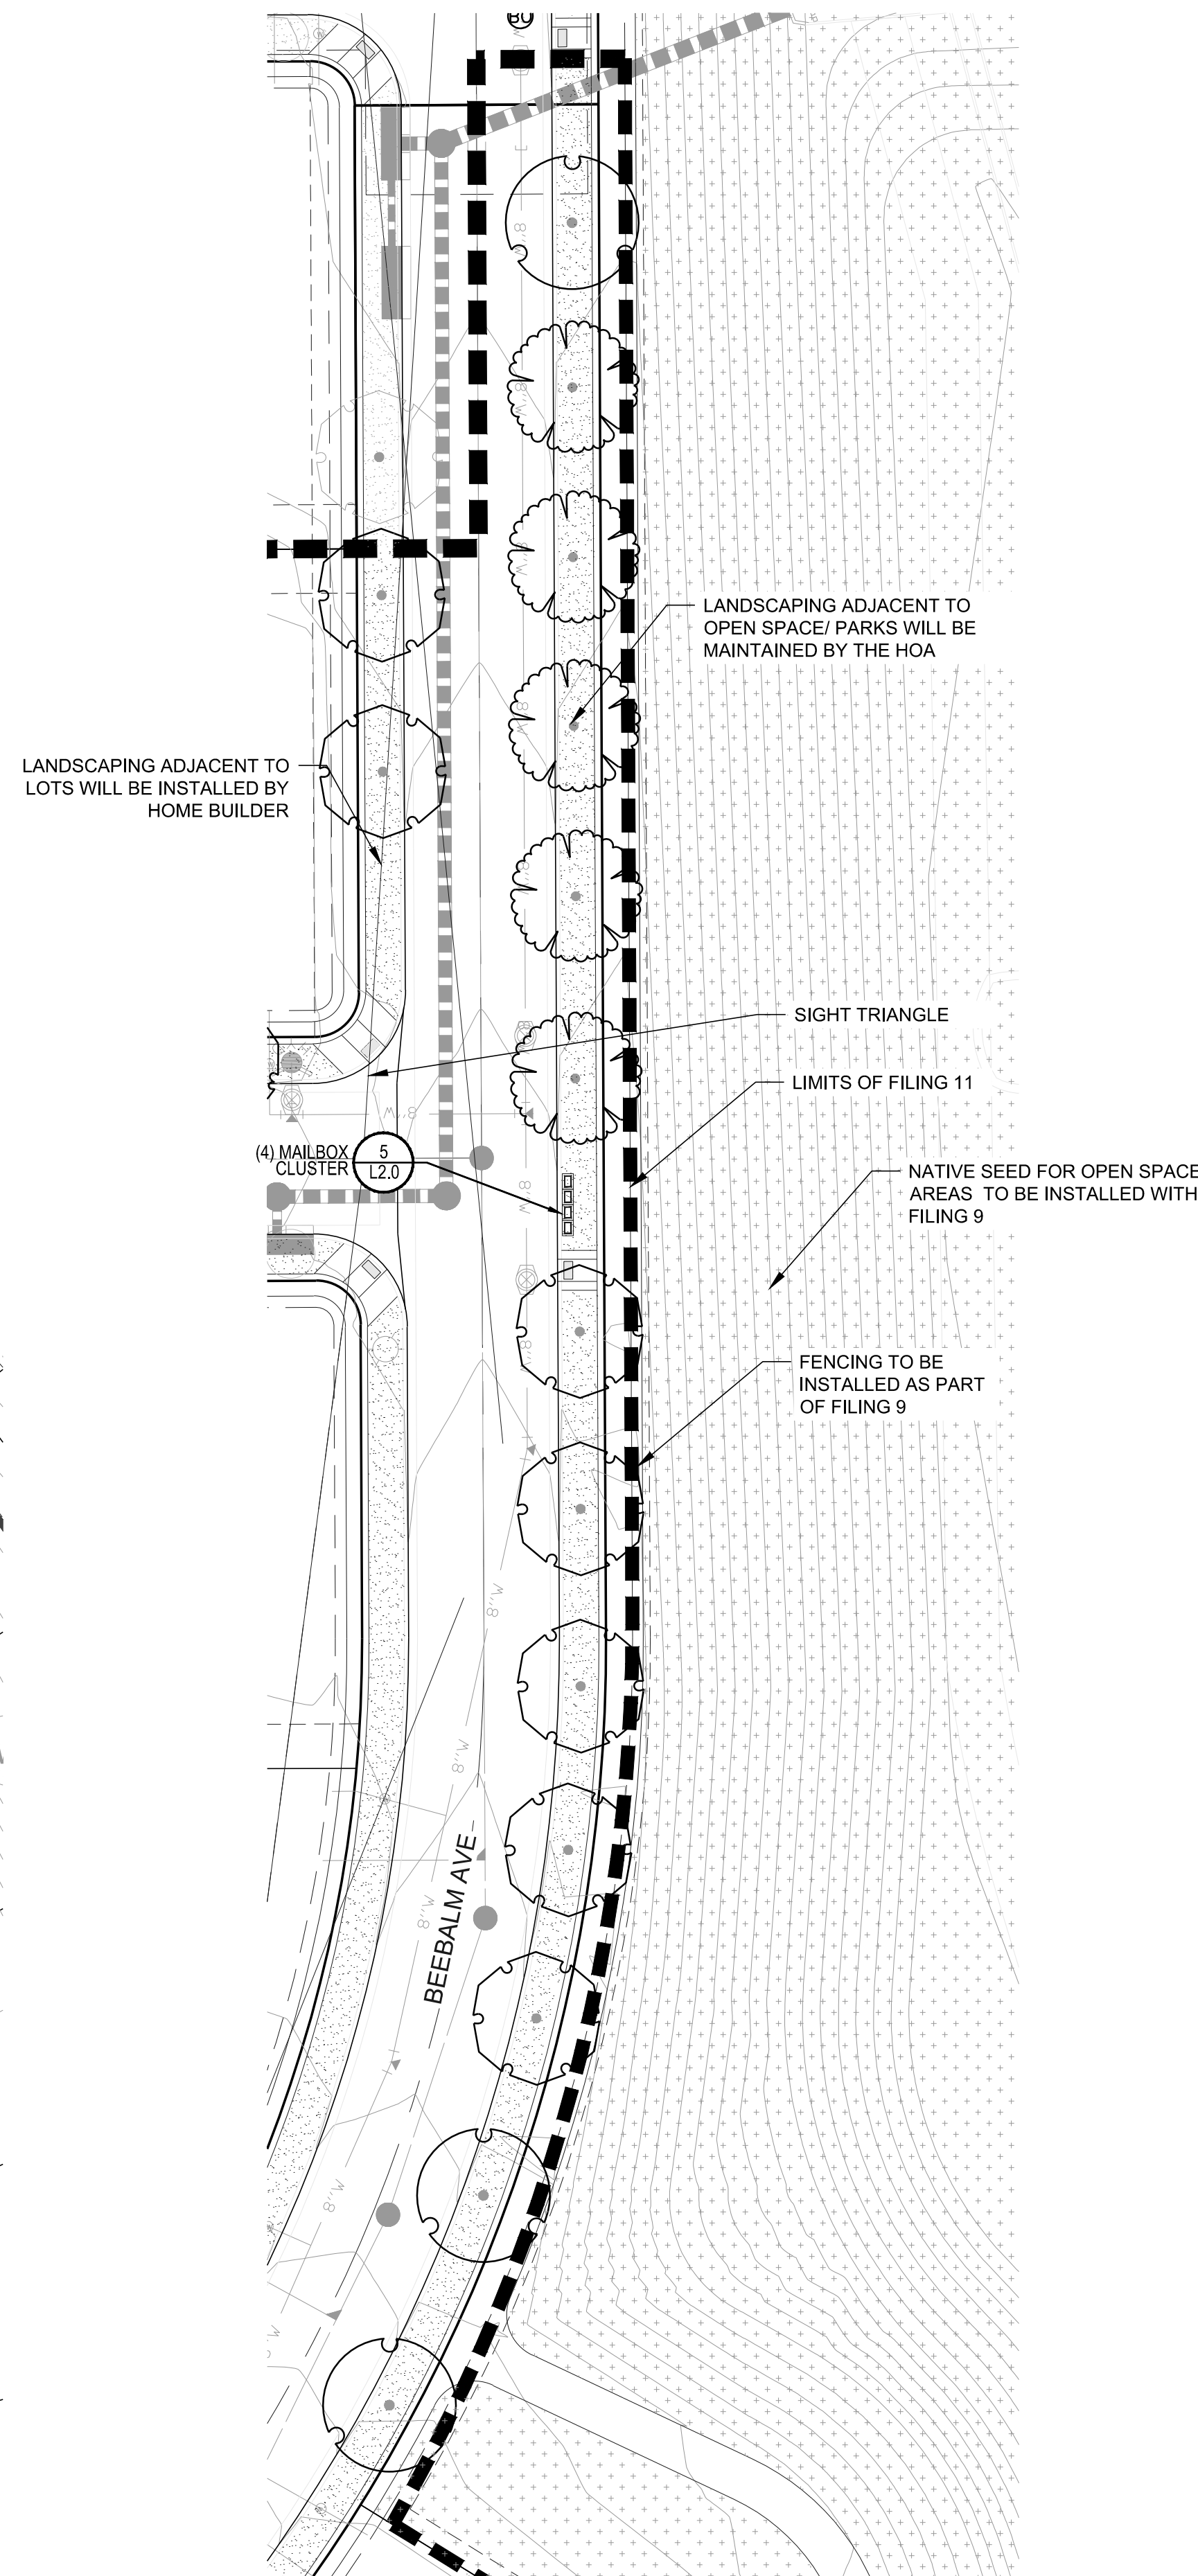 LANDSCAPING ADJACENT TO
OPEN SPACE/ PARKS WILL BE
MAINTAINED BY THE HOA
LANDSCAPING ADJACENT TO
LOTS WILL BE INSTALLED BY
HOME BUILDER
SIGHT TRIANGLE
LIMITS OF FILING 11
(4) MAILBOX
CLUSTER
5
L2.0
NATIVE SEED FOR OPEN SPACE
AREAS TO BE INSTALLED WITH
FILING 9
FENCING TO BE
INSTALLED AS PART
OF FILING 9
8"W
8"W
8"W
8"W
BEEBALM AVE
8"W
8"W